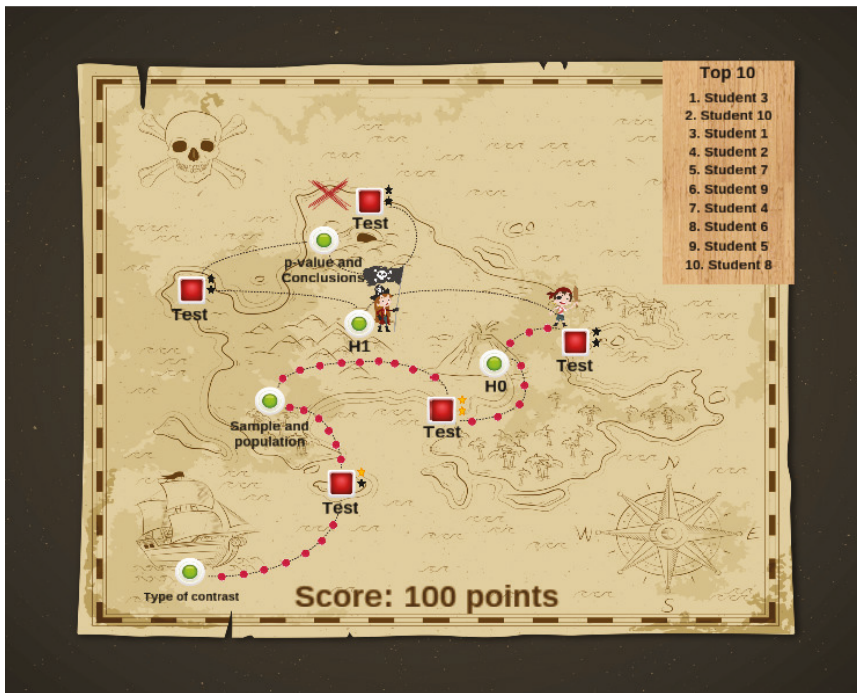 Top 10
1. Student 3
2. Student 10
3. Student 1
4. Student 2
5. Student 7
6. Student 9
7. Student 4
8. Student 6
9. Student 5
10. Student 8
Test
p-value and
Conclusions
Test
H1
Test
H0
Test
Sample and
population
Test
Type of contrast
Score: 100 points
N
W
E
S